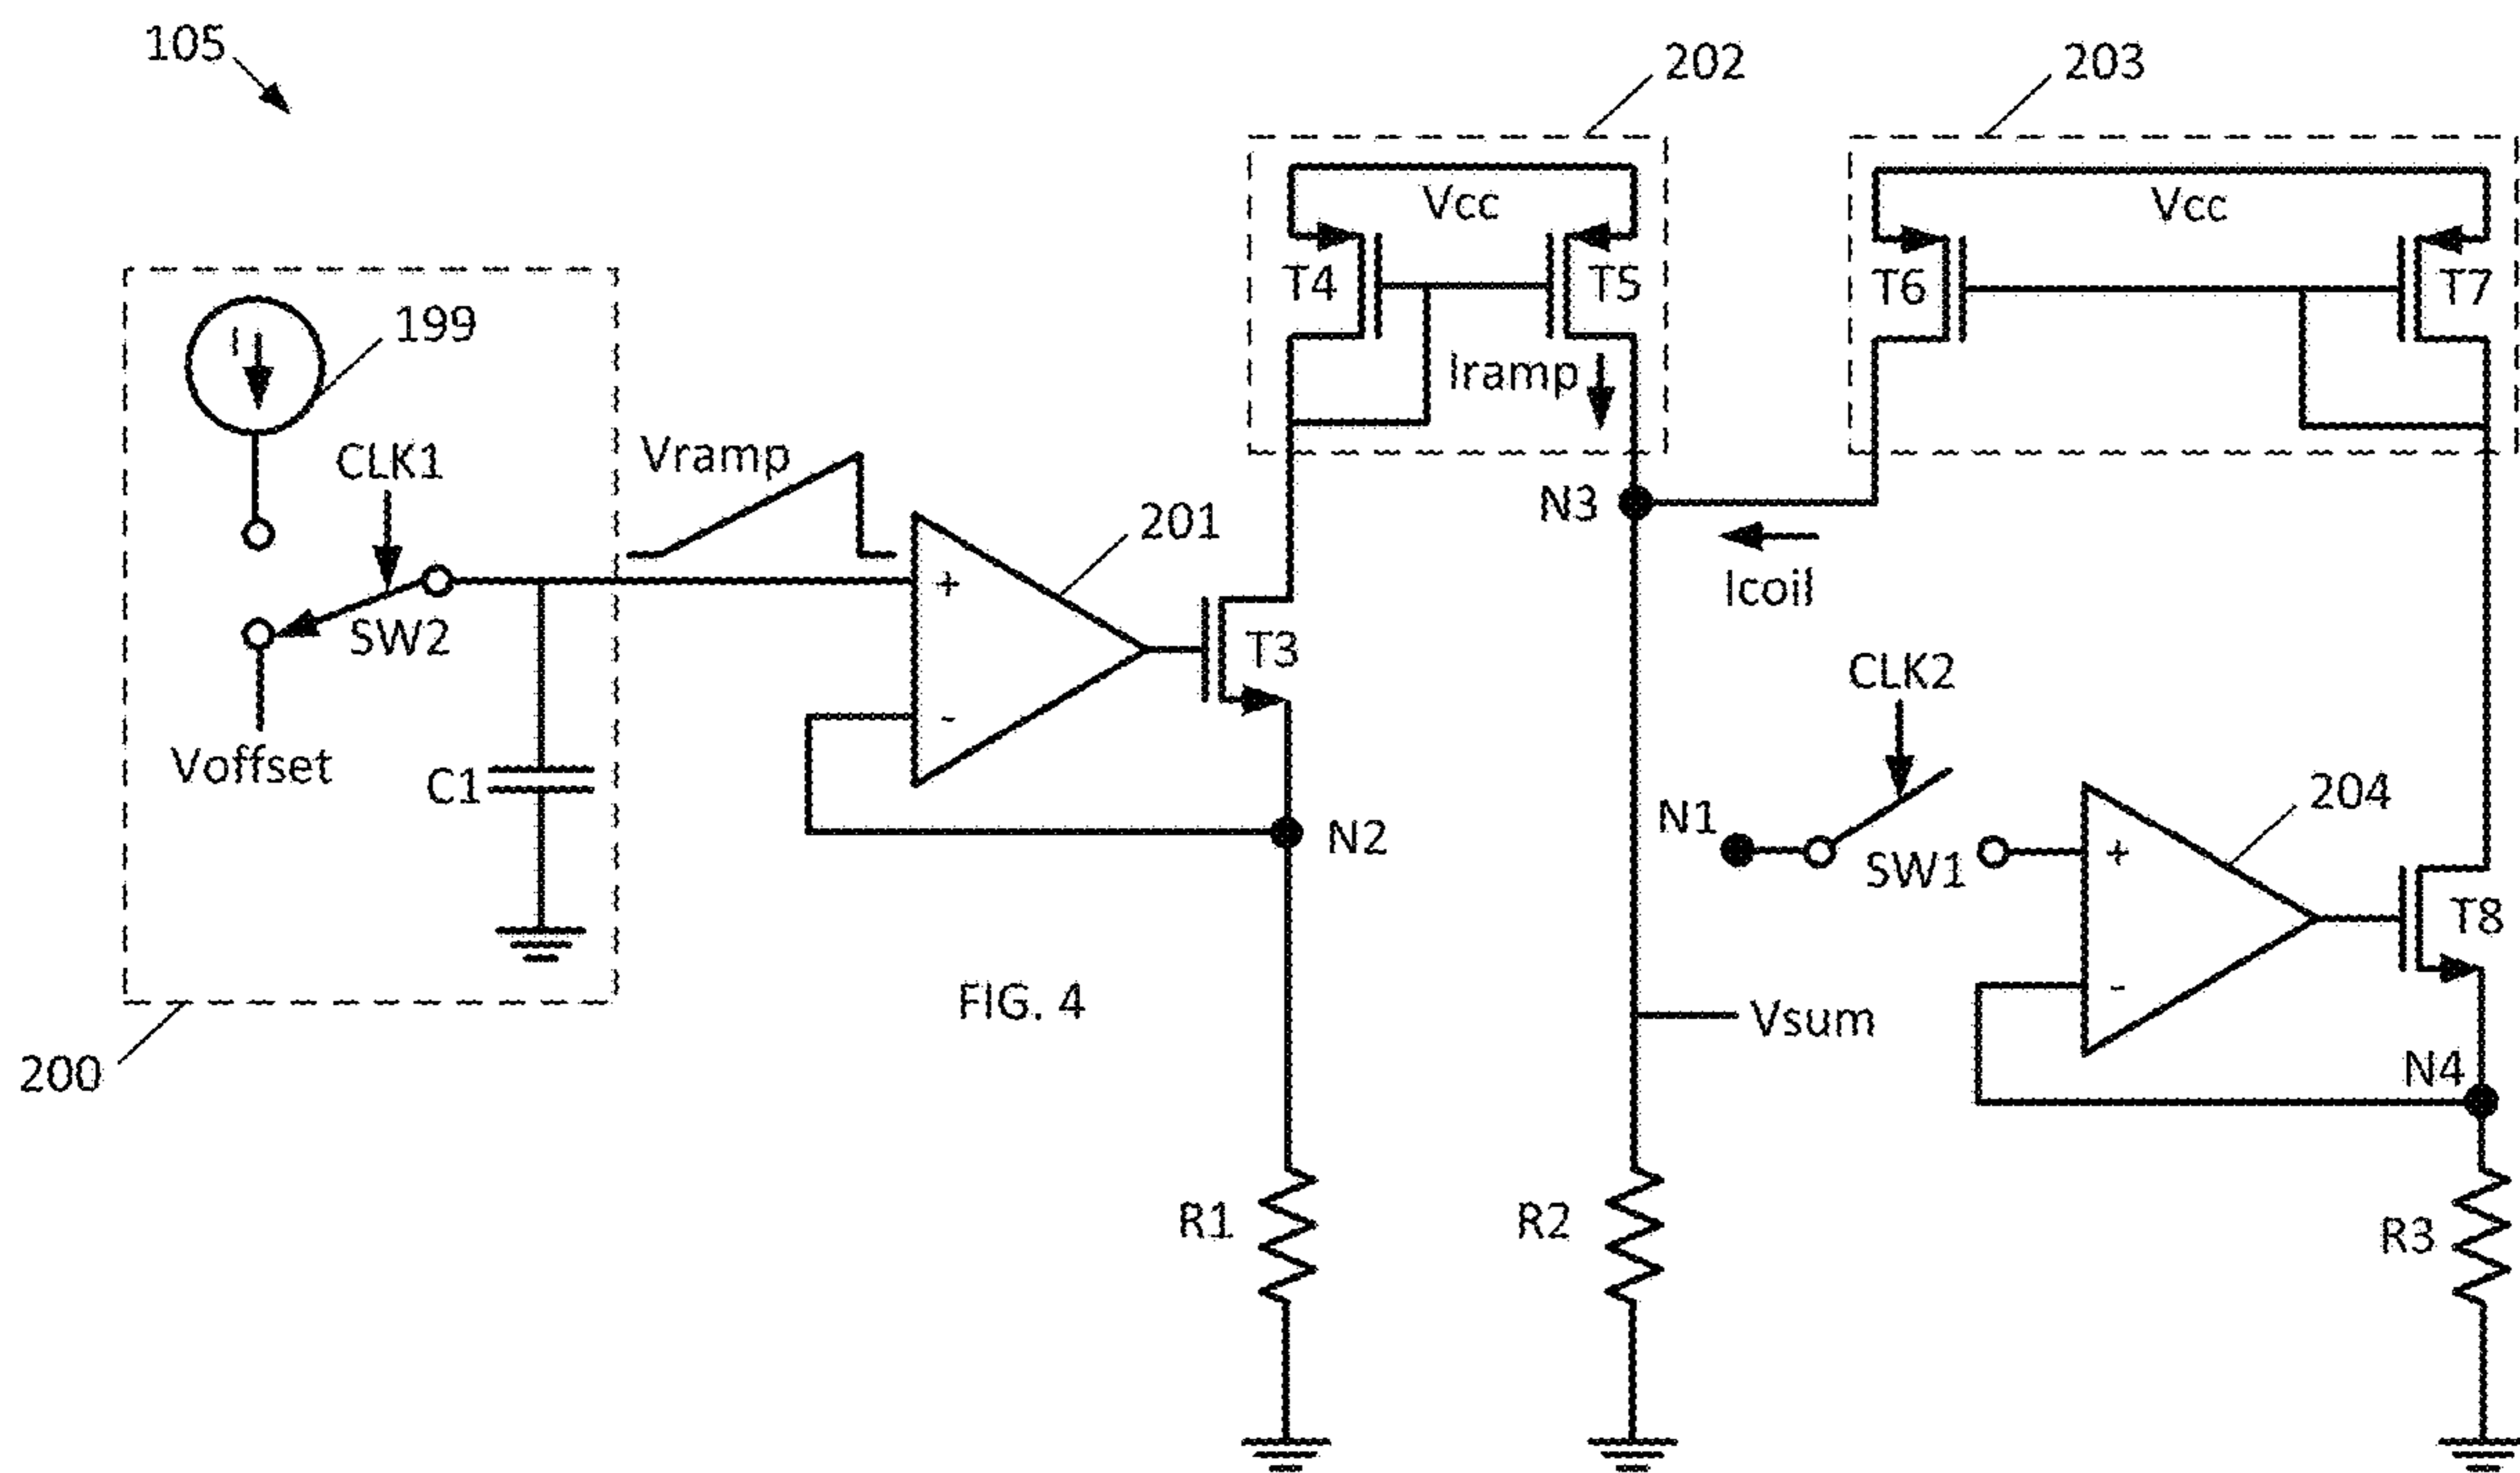 105
202
203
Vcc
Vcc
T4
T5
T6
T7
I
199
Iramp
CLK1
Vramp
N3
201
+
Icoil
SW2
T3
CLK2
-
Voffset
C1
N2
N1
204
+
SW1
T8
FIG. 4
-
Vsum
200
N4
R1
R2
R3